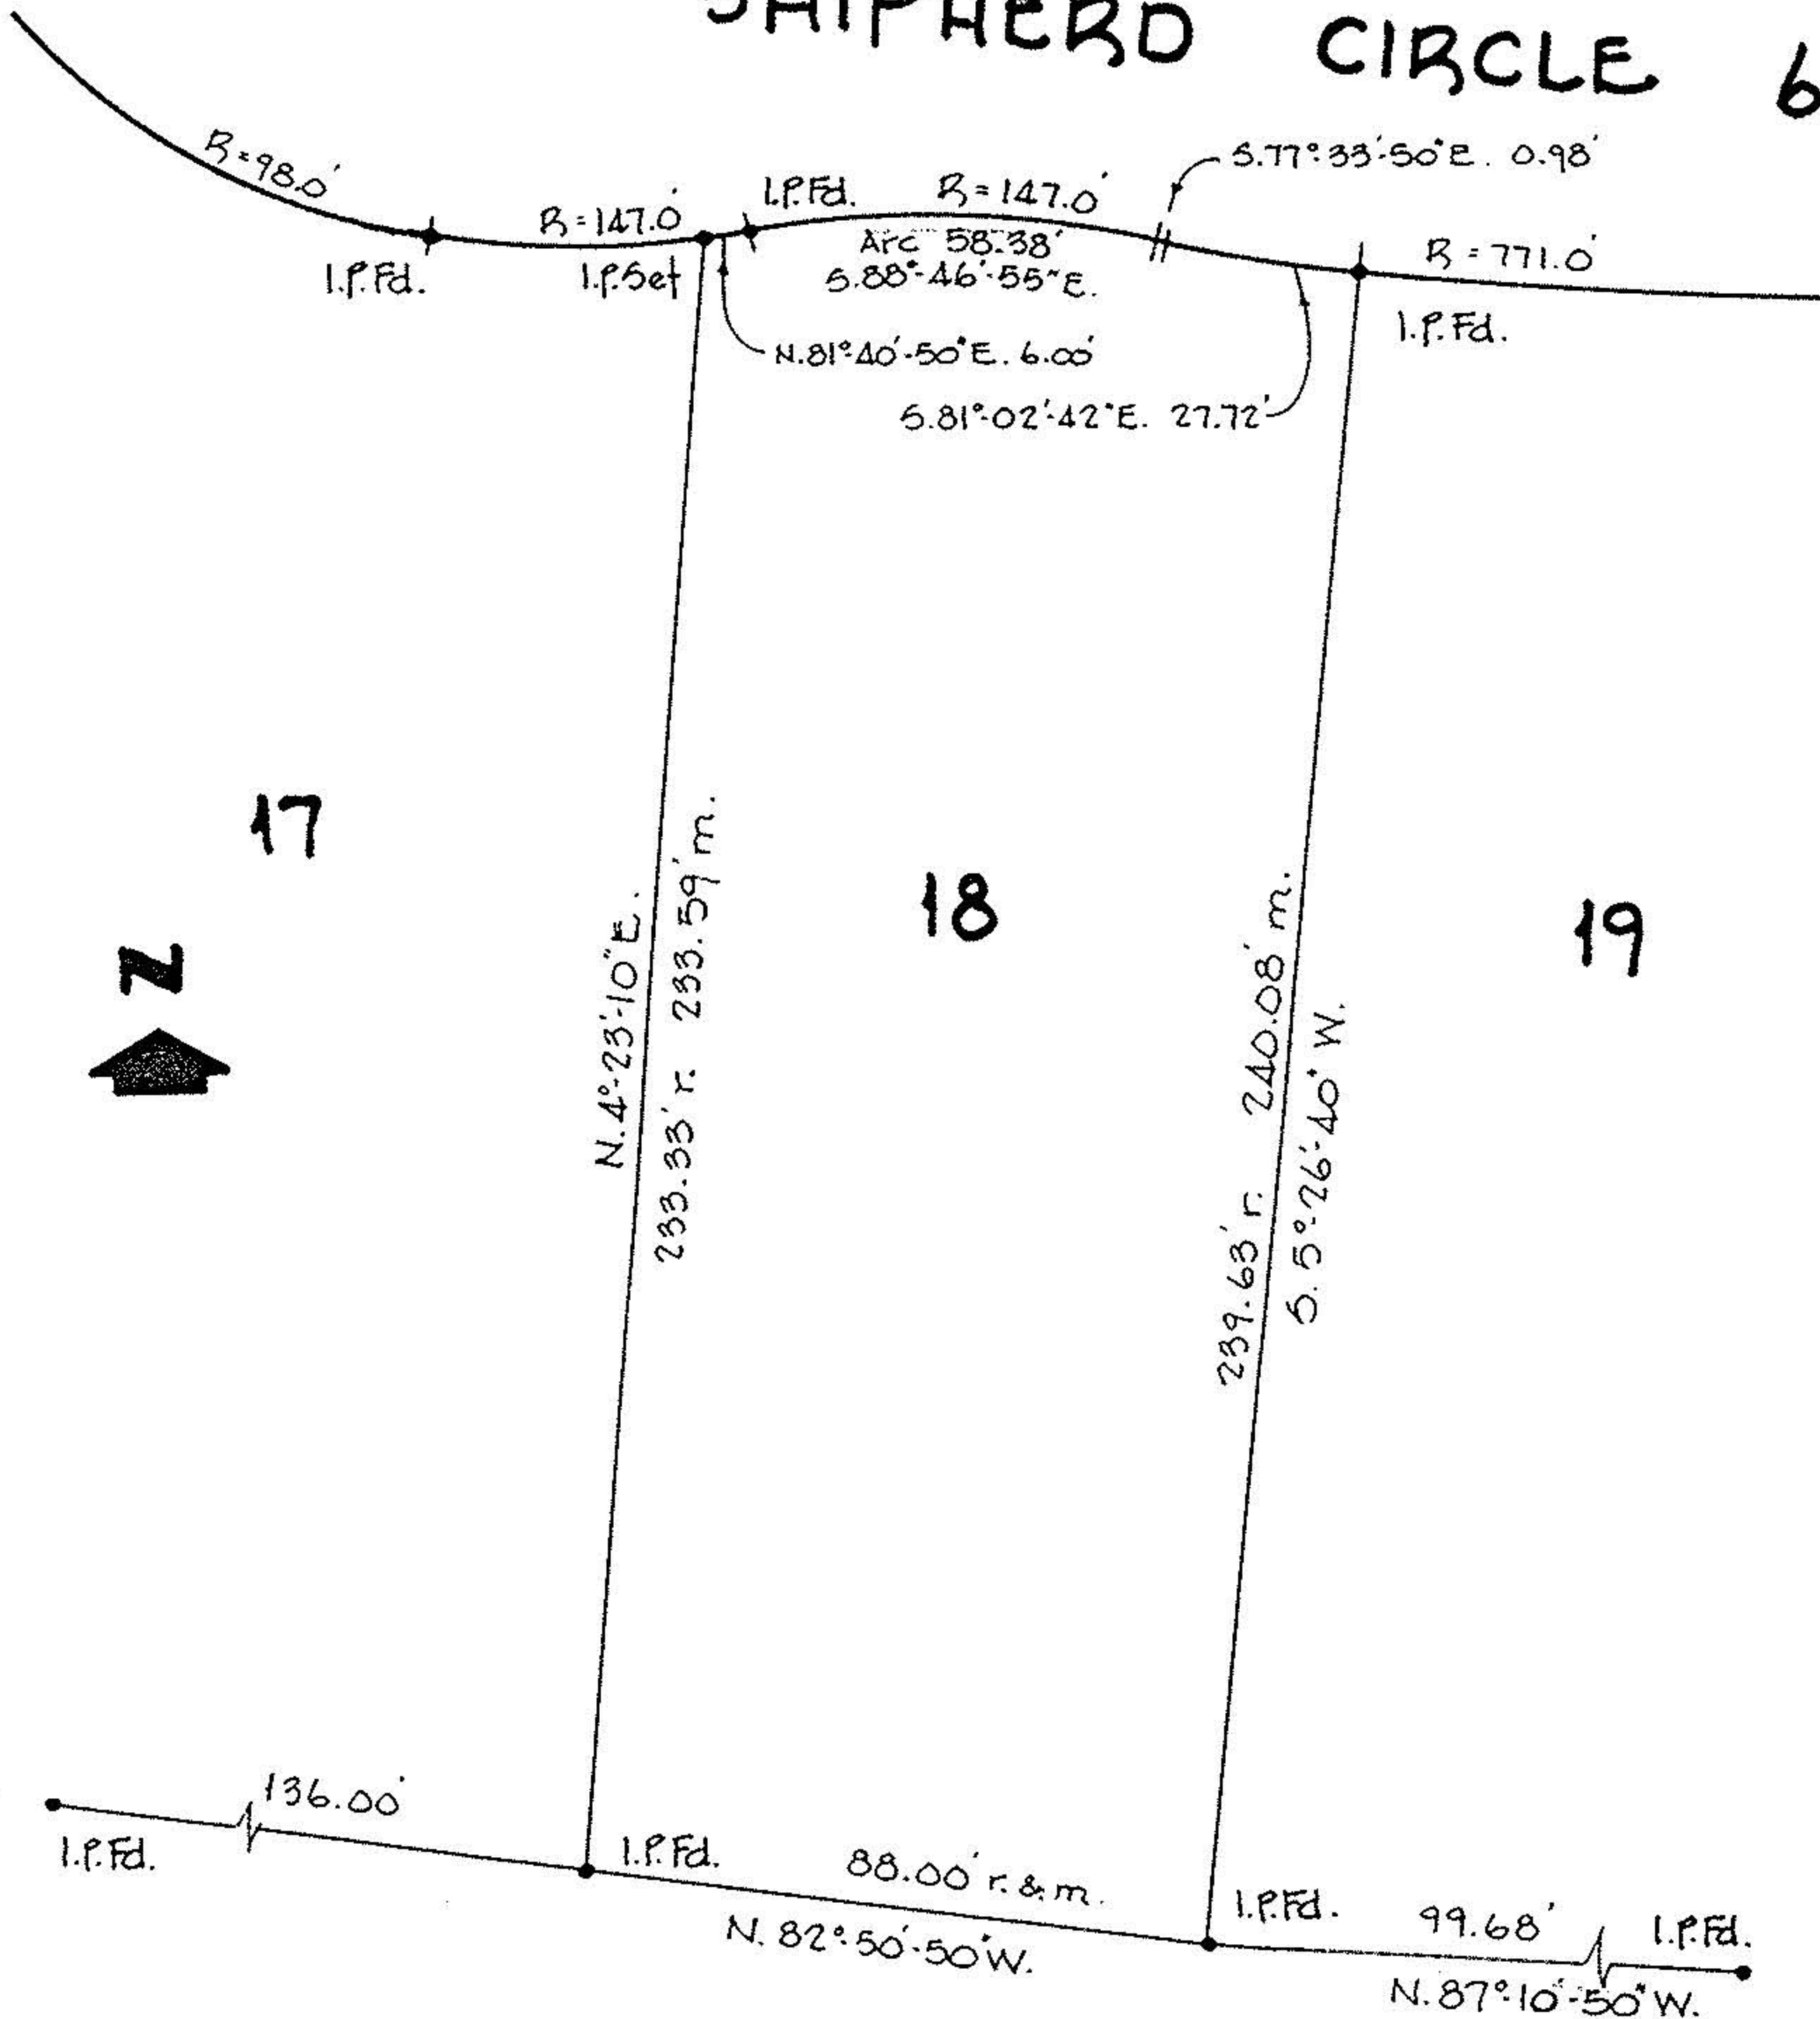 SHIPHERD CIRCLE 6
S.77°-33'-50"E. 0.98'
R=98.0'
I.P.Fd.
R=147.0'
R=147.0'
Arc 58.38'
S.88°-46'-55"E.
R=771.0'
I.P.Fd.
I.P.Set
I.P.Fd.
N.81°40'-50"E. 6.00'
S.81°-02'-42"E. 27.72'
17
18
19
N
N.4°-23'-10"E.
233.33' r. 233.59' m.
239.63' r. 240.08' m.
S.5°-26'-40"W.
136.00'
I.P.Fd.
I.P.Fd.
88.00' r.&m.
N. 82°-50'-50"W.
I.P.Fd.
99.68'
I.P.Fd.
N.87°-10'-50"W.